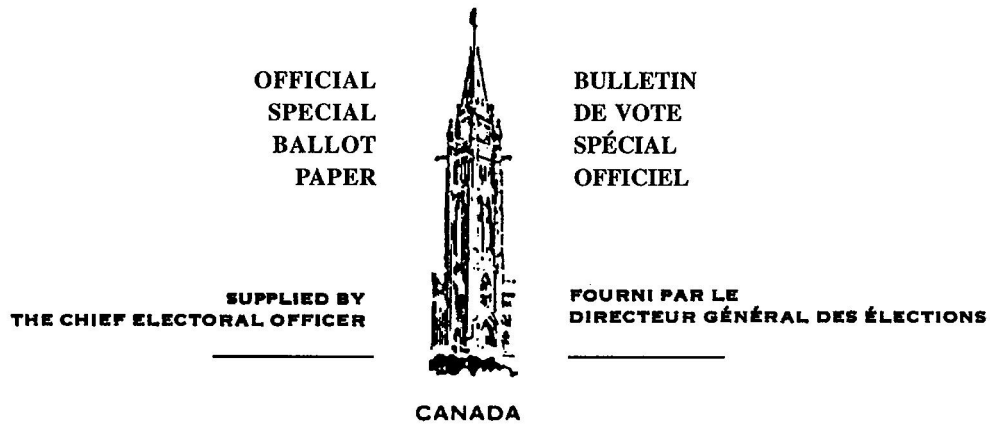 OFFICIAL
SPECIAL
BALLOT
PAPER
BULLETIN
DE VOTE
SPÉCIAL
OFFICIEL
SUPPLIED BY
THE CHIEF ELECTORAL OFFICER
FOURNI PAR LE
DIRECTEUR GÉNÉRAL DES ÉLECTIONS
CANADA